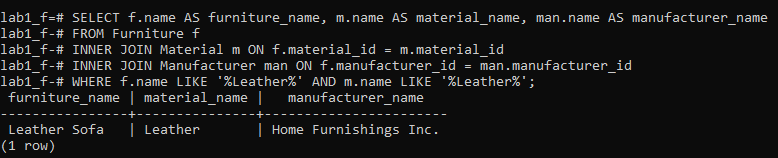 lab1_f=# SELECT f.name AS furniture_name, m.name AS material_name, man.name AS manufacturer_name
lab1_f-# FROM Furniture f
lab1_f-# INNER JOIN Material m ON f.material_id = m.material_id
lab1_f-# INNER JOIN Manufacturer man ON f.manufacturer_id = man.manufacturer_id
lab1_f-# WHERE f.name LIKE '%Leather%' AND m.name LIKE '%Leather%';
 furniture_name | material_name |   manufacturer_name
----------------+---------------+-----------------------
 Leather Sofa   | Leather       | Home Furnishings Inc.
(1 row)